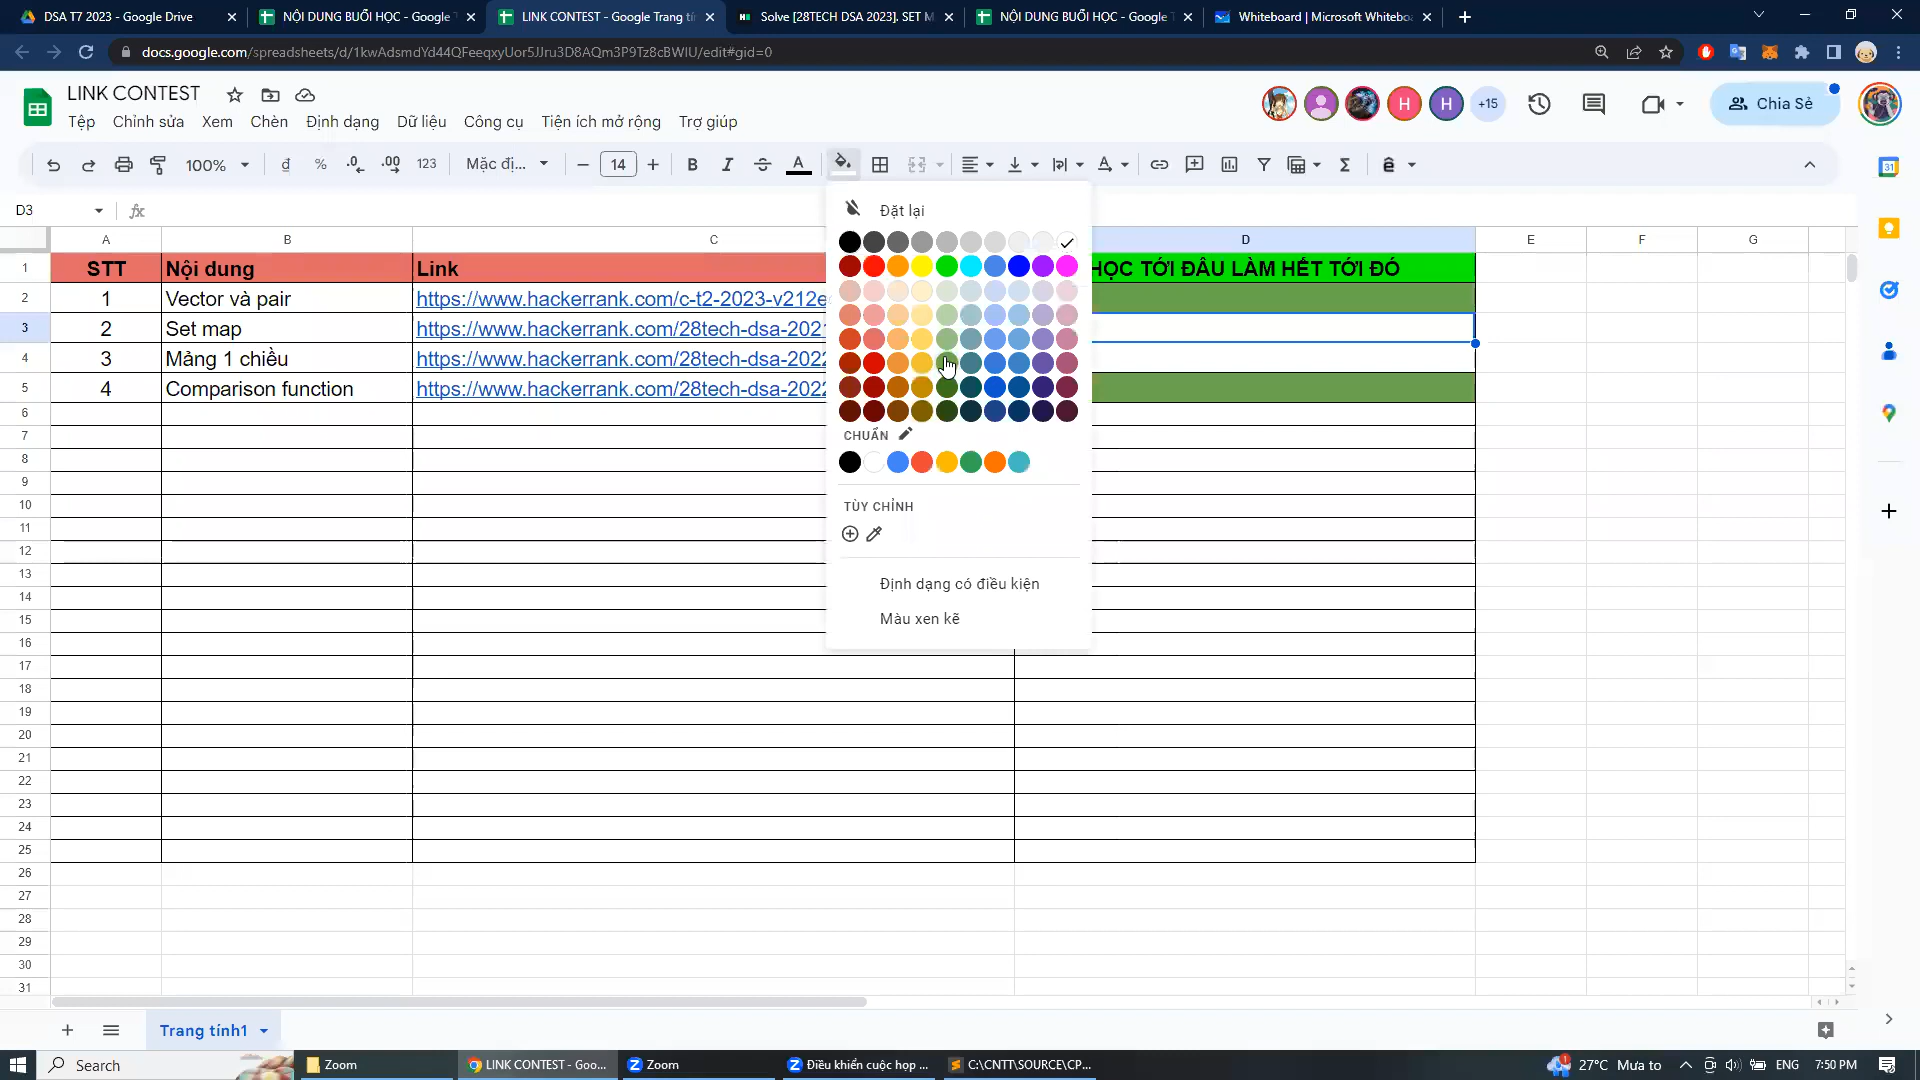 DSA T7 2023 - Google Drive
NỘI DUNG BUỔI HỌC - Google T
LINK CONTEST - Google Trang tí
Solve [28TECH DSA 2023]. SET M
NỘI DUNG BUỔI HỌC - Google T
Whiteboard | Microsoft Whitebo
docs.google.com/spreadsheets/d/1kwAdsmdYd44QFeeqxyUor5JJru3D8AQm3P9Tz8cBWIU/edit#gid=0
LINK CONTEST
Tệp Chỉnh sửa Xem Chèn Định dạng Dữ liệu Công cụ Tiện ích mở rộng Trợ giúp
H H +15
Chia Sẻ
100% đ % .0 .00 123 Mặc đị... 14 B I S A
D3 fx
Đặt lại
A B C D E F G
1 STT Nội dung Link HỌC TỚI ĐÂU LÀM HẾT TỚI ĐÓ
2 1 Vector và pair https://www.hackerrank.com/c-t2-2023-v212e
3 2 Set map https://www.hackerrank.com/28tech-dsa-2021
4 3 Mảng 1 chiều https://www.hackerrank.com/28tech-dsa-2022
5 4 Comparison function https://www.hackerrank.com/28tech-dsa-2022
6
7
8
9
10
11
12
13
14
15
16
17
18
19
20
21
22
23
24
25
26
27
28
29
30
31
CHUẨN
TÙY CHỈNH
Định dạng có điều kiện
Màu xen kẽ
31
Trang tính1
Search
Zoom
LINK CONTEST - Goo...
Zoom
Điều khiển cuộc họp ...
C:\CNTT\SOURCE\CP...
1 27°C Mưa to ENG 7:50 PM